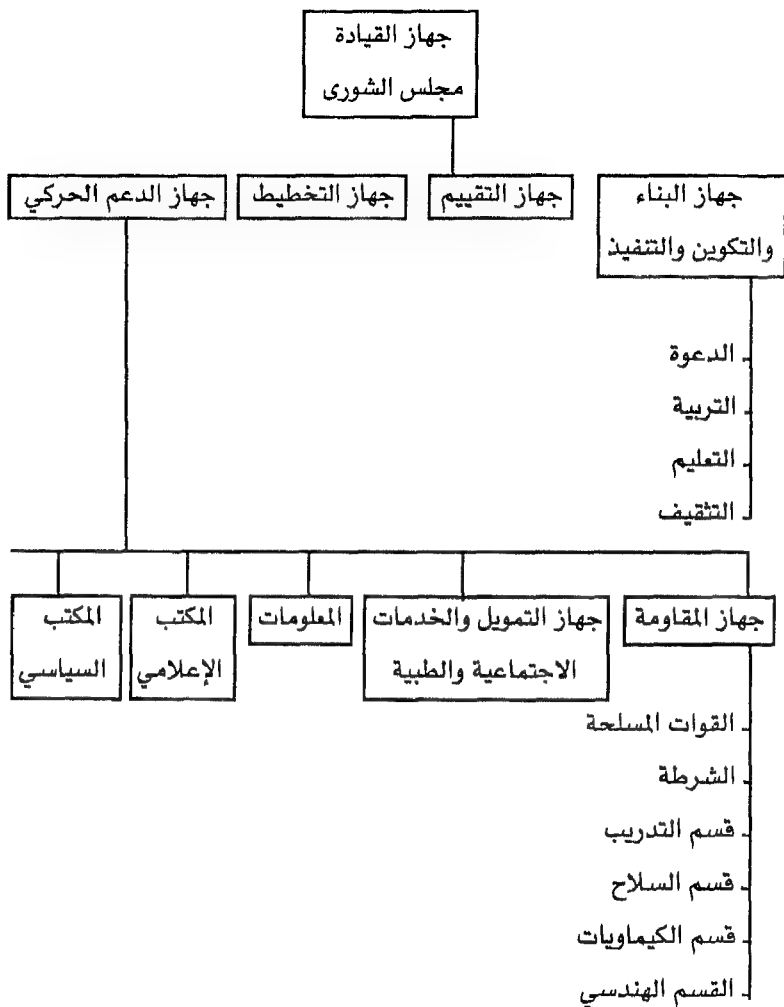 جهاز القيادة
مجلس الشورى
جهاز البناء
والتكوين والتنفيذ
جهاز التقييم
جهاز التخطيط
جهاز الدعم الحركي
الدعوة
التربية
التعليم
التثقيف
جهاز المقاومة
جهاز التمويل والخدمات
الاجتماعية والطبية
المعلومات
المكتب
الإعلامي
المكتب
السياسي
القوات المسلحة
الشرطة
قسم التدريب
قسم السلاح
قسم الكيماويات
القسم الهندسي